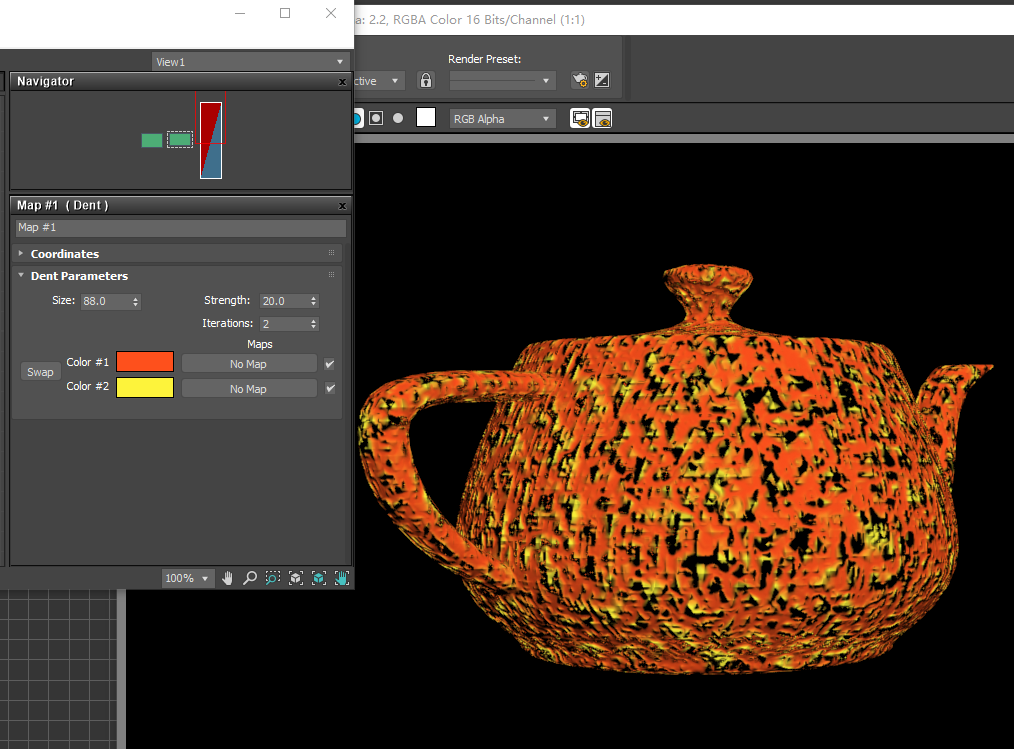 a: 2.2, RGBA Color 16 Bits/Channel (1:1)
View1
Navigator
x
Render Preset:
ctive
RGB Alpha
Map #1 ( Dent )
x
Map #1
Coordinates
Dent Parameters
Size: 88.0
Strength: 20.0
Iterations: 2
Maps
Swap
Color #1
No Map
Color #2
No Map
100%